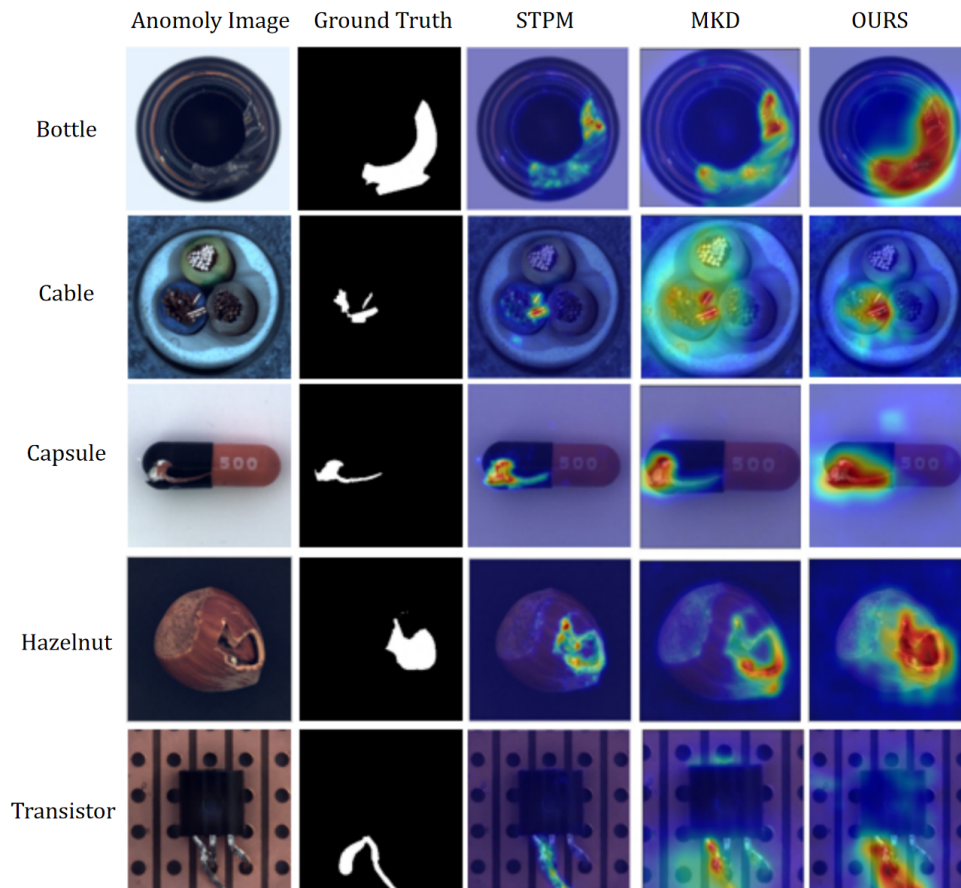 Anomoly Image Ground Truth STPM MKD OURS
Bottle
Cable
Capsule
500 500 500 500
Hazelnut
Transistor